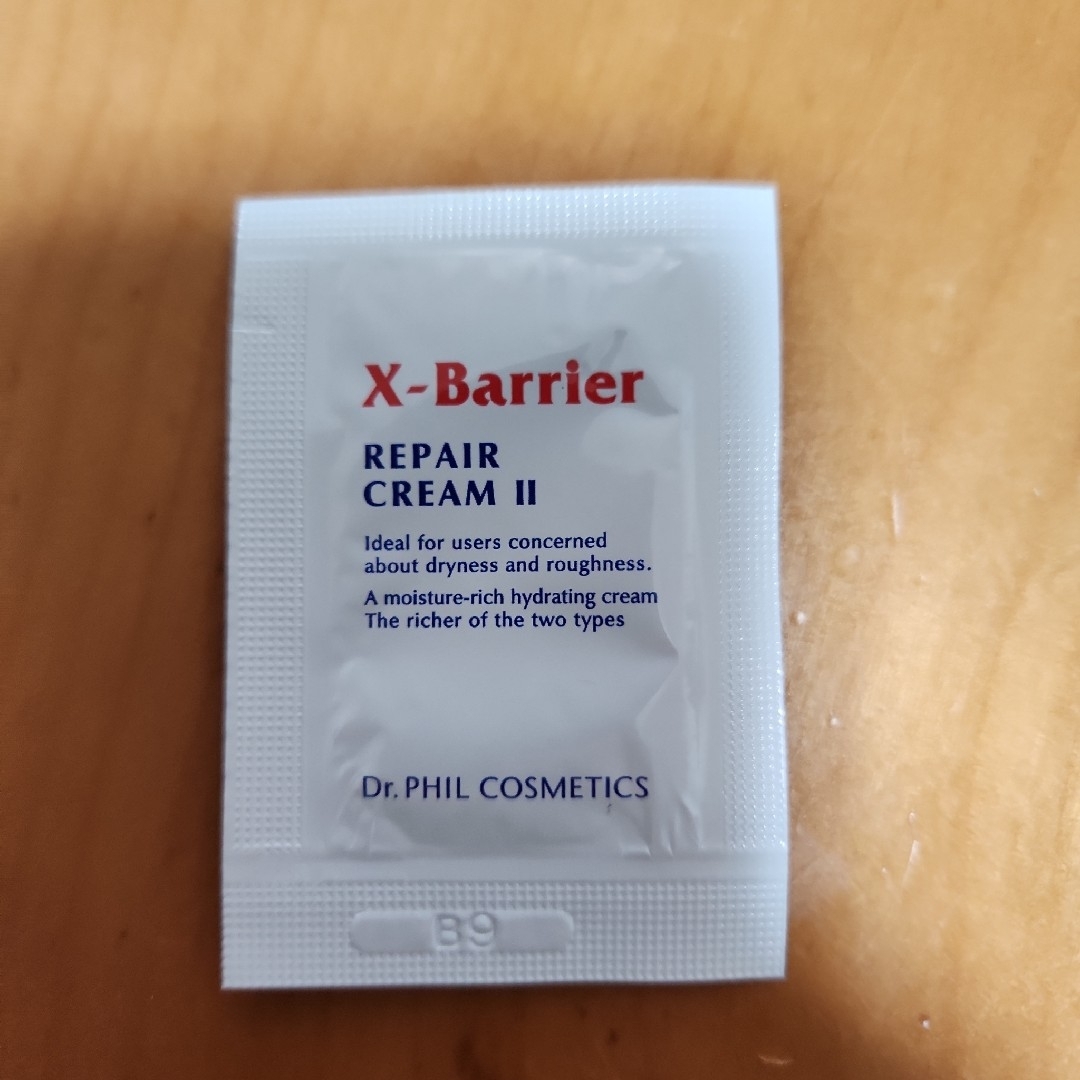 X-Barrier
REPAIR
CREAM II
Ideal for users concerned
about dryness and roughness.
A moisture-rich hydrating cream
The richer of the two types
Dr. PHIL COSMETICS
B9